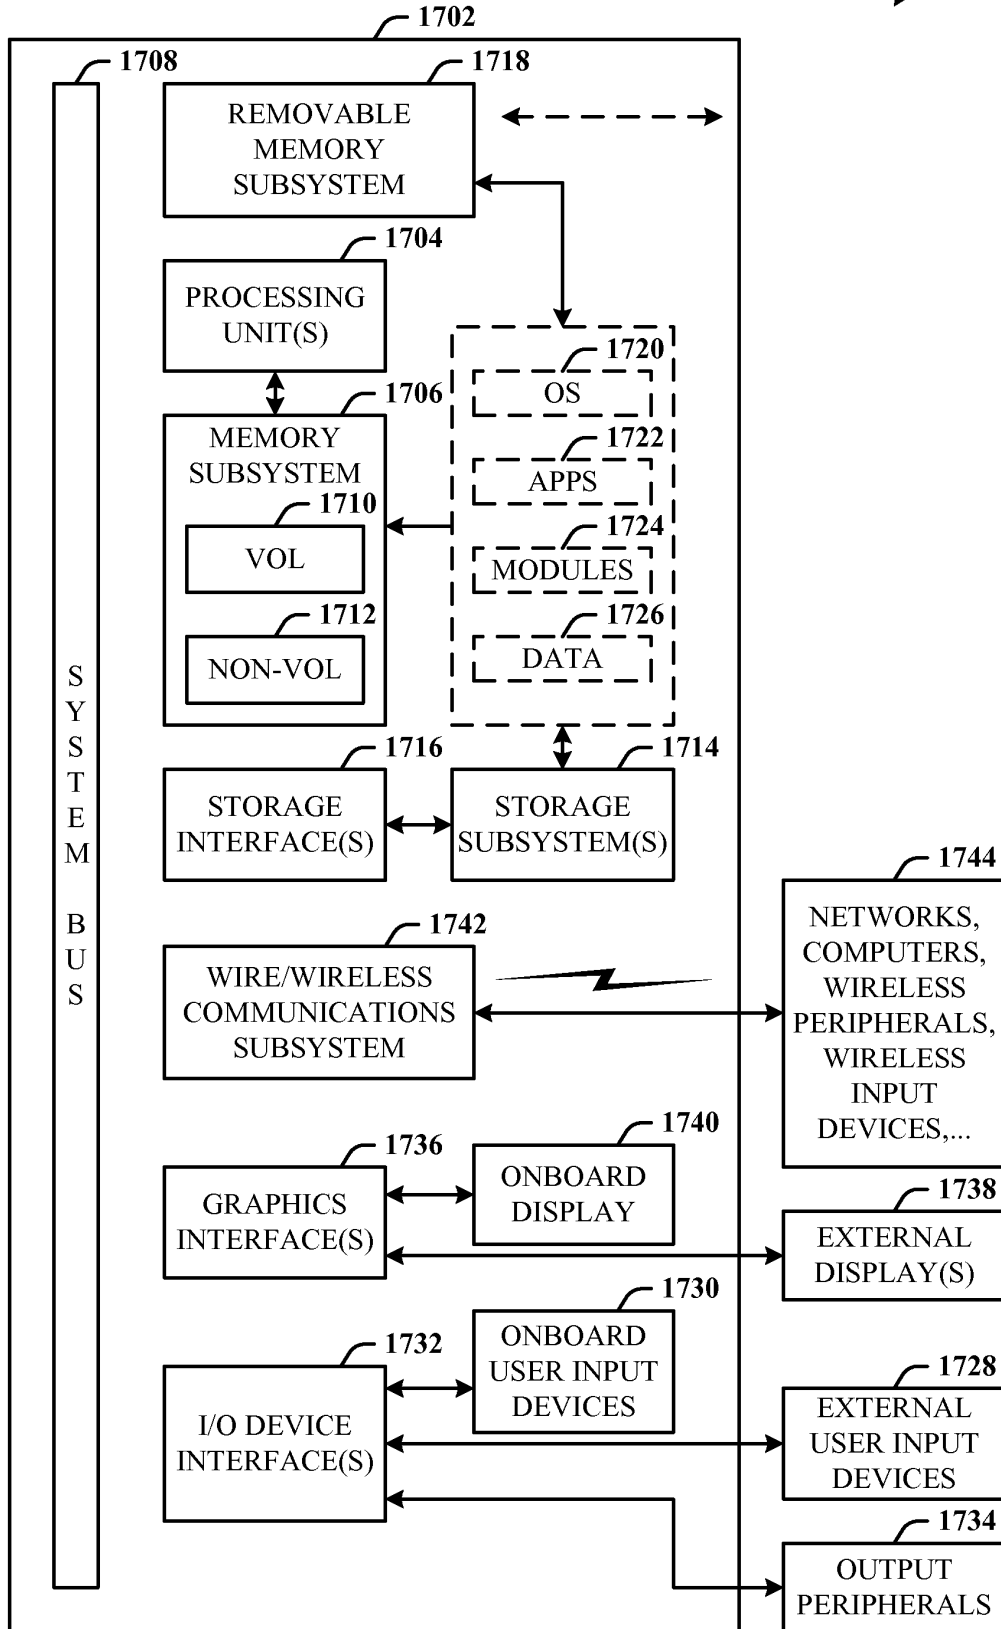 1702
1708
1718
REMOVABLE
MEMORY
SUBSYSTEM
1704
PROCESSING
UNIT(S)
1706
MEMORY
SUBSYSTEM
1710
VOL
1712
NON-VOL
1720
OS
1722
APPS
1724
MODULES
1726
DATA
SYSTEM BUS
1716
STORAGE
INTERFACE(S)
1714
STORAGE
SUBSYSTEM(S)
1742
WIRE/WIRELESS
COMMUNICATIONS
SUBSYSTEM
1744
NETWORKS,
COMPUTERS,
WIRELESS
PERIPHERALS,
WIRELESS
INPUT
DEVICES,...
1736
GRAPHICS
INTERFACE(S)
1740
ONBOARD
DISPLAY
1738
EXTERNAL
DISPLAY(S)
1730
ONBOARD
USER INPUT
DEVICES
1732
I/O DEVICE
INTERFACE(S)
1728
EXTERNAL
USER INPUT
DEVICES
1734
OUTPUT
PERIPHERALS